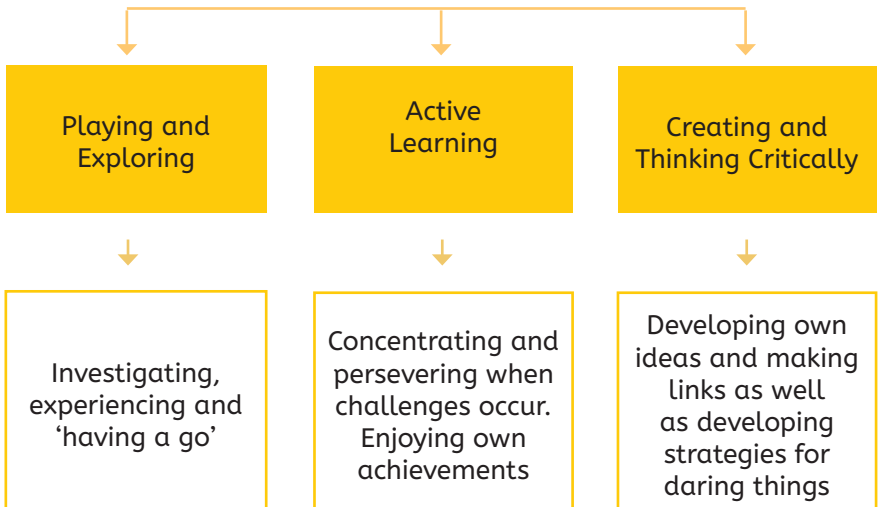 Playing and
Exploring
Active
Learning
Creating and
Thinking Critically
Investigating,
experiencing and
‘having a go’
Concentrating and
persevering when
challenges occur.
Enjoying own
achievements
Developing own
ideas and making
links as well
as developing
strategies for
daring things